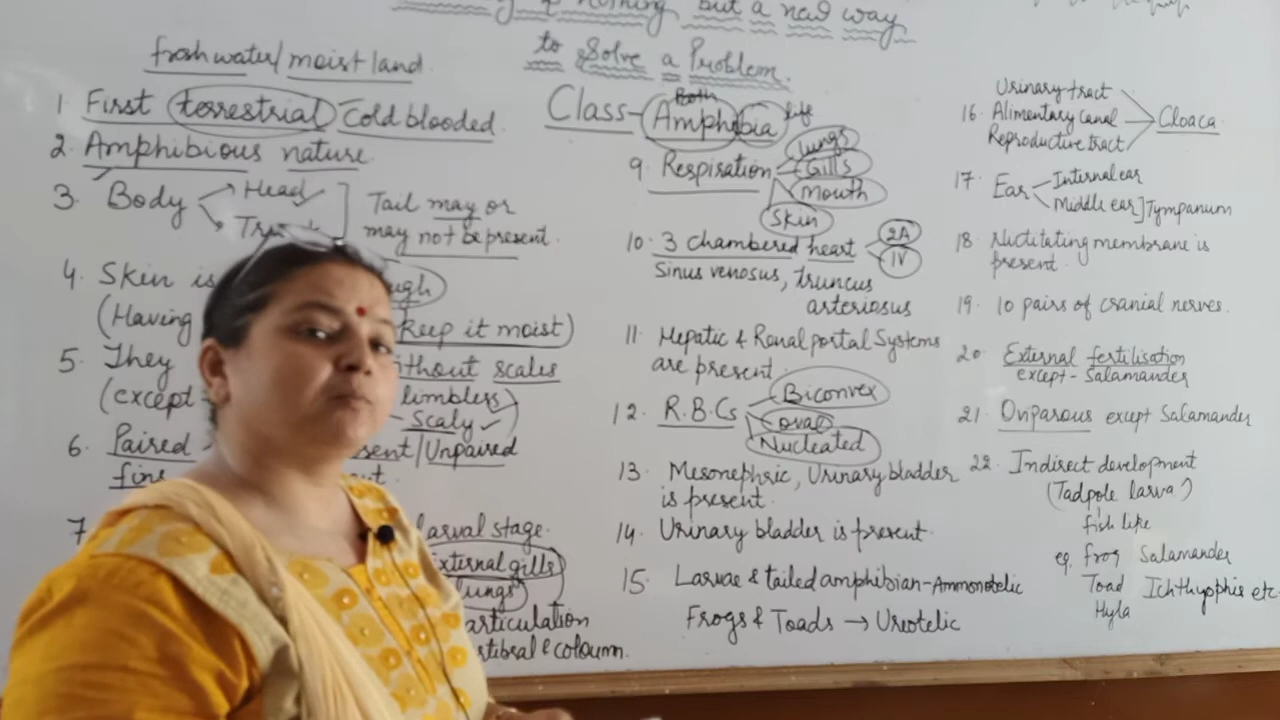 nothing but a new way
to Solve a Problem.
fresh water/moist land
1. First terrestrial Cold blooded.
2. Amphibious nature.
3. Body Head
Tail may or
may not be present.
4. Skin is
(Having Keep it moist)
5. They without scales
(except limbless
Scaly
6. Paired sent/Unpaired
fins
7
larval stage.
External gills
lungs
articulation
Class - Amphibia
Both
life
9. Respiration
Lungs
Gills
Mouth
Skin
10. 3 chambered heart
2A
1V
Sinus venosus, truncus
arteriosus
11. Hepatic & Renal portal Systems
are present.
12. R.B.Cs
Biconvex
oval
Nucleated
13. Mesonephric, Urinary bladder
is present.
14. Urinary bladder is present.
15. Larvae & tailed amphibian-Ammonotelic
Frogs & Toads → Ureotelic
Urinary tract
16. Alimentary canal
Reproductive tract
Cloaca
17. Ear
Internal ear
Middle ear] Tympanum
18. Nictitating membrane is
present.
19. 10 pairs of cranial nerves.
20. External fertilisation
except - Salamander
21. Oviparous except Salamander
22. Indirect development
(Tadpole larva)
fish like
eg. frog Salamander
Toad Ichthyophis etc
Hyla